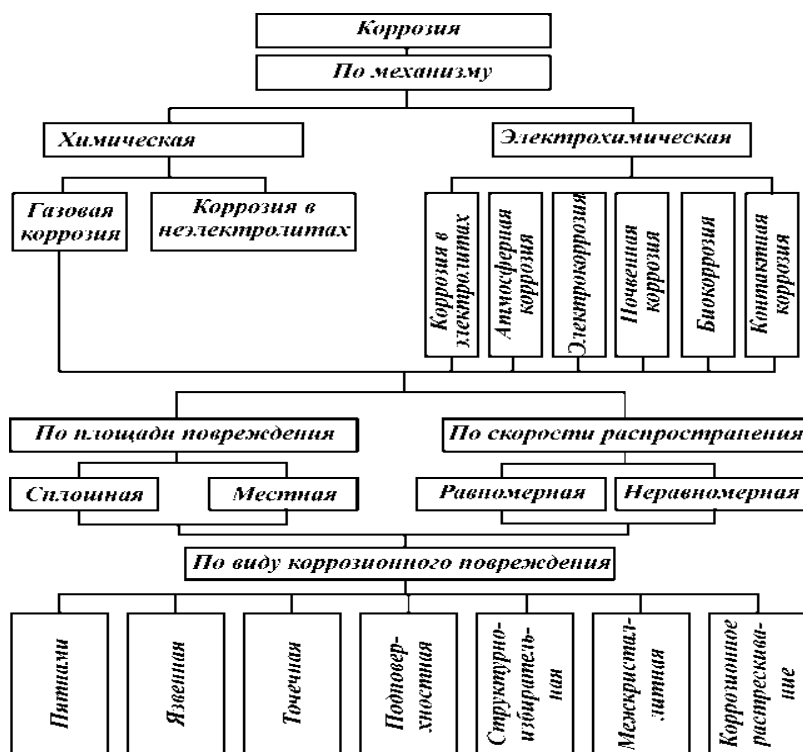 Коррозия
По механизму
Химическая
Электрохимическая
Газовая
коррозия
Коррозия в
неэлектролитах
Коррозия в
электролитах
Атмосферная
коррозия
Электрокоррозия
Почвенная
коррозия
Биокоррозия
Контактная
коррозия
По площади повреждения
По скорости распространения
Сплошная
Местная
Равномерная
Неравномерная
По виду коррозионного повреждения
Пятнами
Язвенная
Точечная
Подповер-
хностная
Структурно-
избиратель-
ная
Межкристал-
литная
Коррозионное
растрескива-
ние